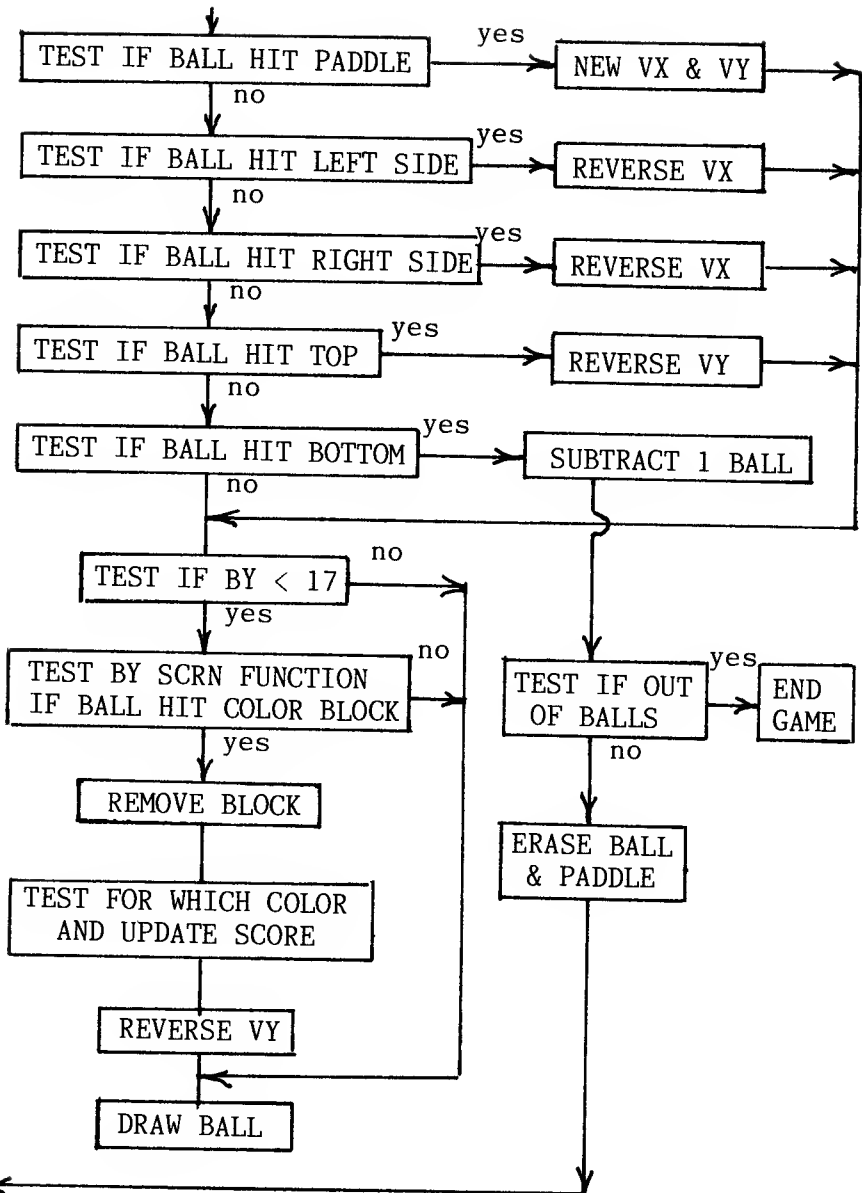 TEST IF BALL HIT PADDLE
yes
NEW VX & VY
no
TEST IF BALL HIT LEFT SIDE
yes
REVERSE VX
no
TEST IF BALL HIT RIGHT SIDE
yes
REVERSE VX
no
TEST IF BALL HIT TOP
yes
REVERSE VY
no
TEST IF BALL HIT BOTTOM
yes
SUBTRACT 1 BALL
no
TEST IF BY < 17
no
yes
TEST BY SCRN FUNCTION
IF BALL HIT COLOR BLOCK
no
yes
REMOVE BLOCK
TEST FOR WHICH COLOR
AND UPDATE SCORE
REVERSE VY
DRAW BALL
TEST IF OUT
OF BALLS
yes
END
GAME
no
ERASE BALL
& PADDLE